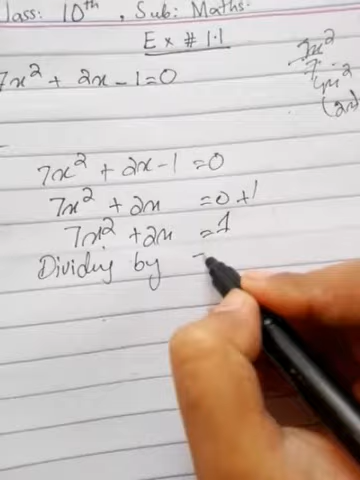 lass: 10th, Sub: Maths.
Ex # 1.1
7x² + 2x - 1 = 0
7x²
7x² + 2x - 1 = 0
7x² + 2x = 0 + 1
7x² + 2x = 1
Dividing by